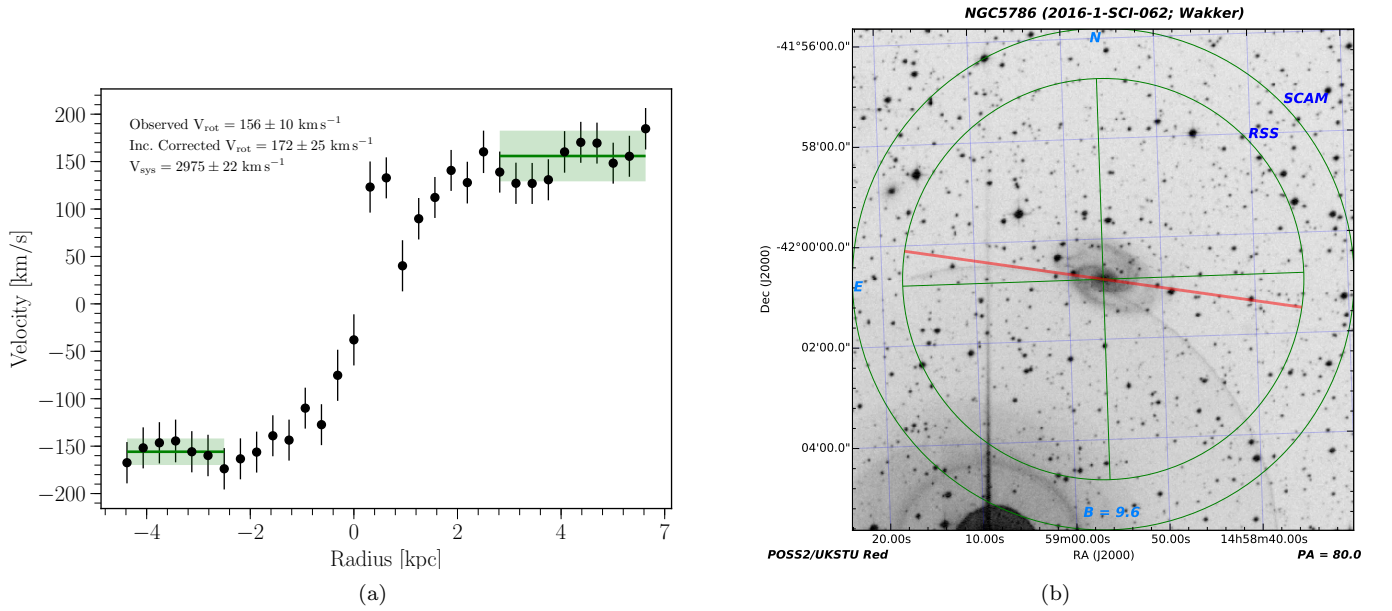 Observed V_rot = 156 ± 10 km s⁻¹
Inc. Corrected V_rot = 172 ± 25 km s⁻¹
V_sys = 2975 ± 22 km s⁻¹
200
150
100
50
0
−50
−100
−150
−200
Velocity [km/s]
−4 −2 0 2 4 7
Radius [kpc]
(a)
NGC5786 (2016-1-SCI-062; Wakker)
N
SCAM
RSS
E
B = 9.6
-41°56'00.0"
58'00.0"
-42°00'00.0"
02'00.0"
04'00.0"
Dec (J2000)
20.00s 10.00s 59m00.00s 50.00s 14h58m40.00s
POSS2/UKSTU Red RA (J2000) PA = 80.0
(b)